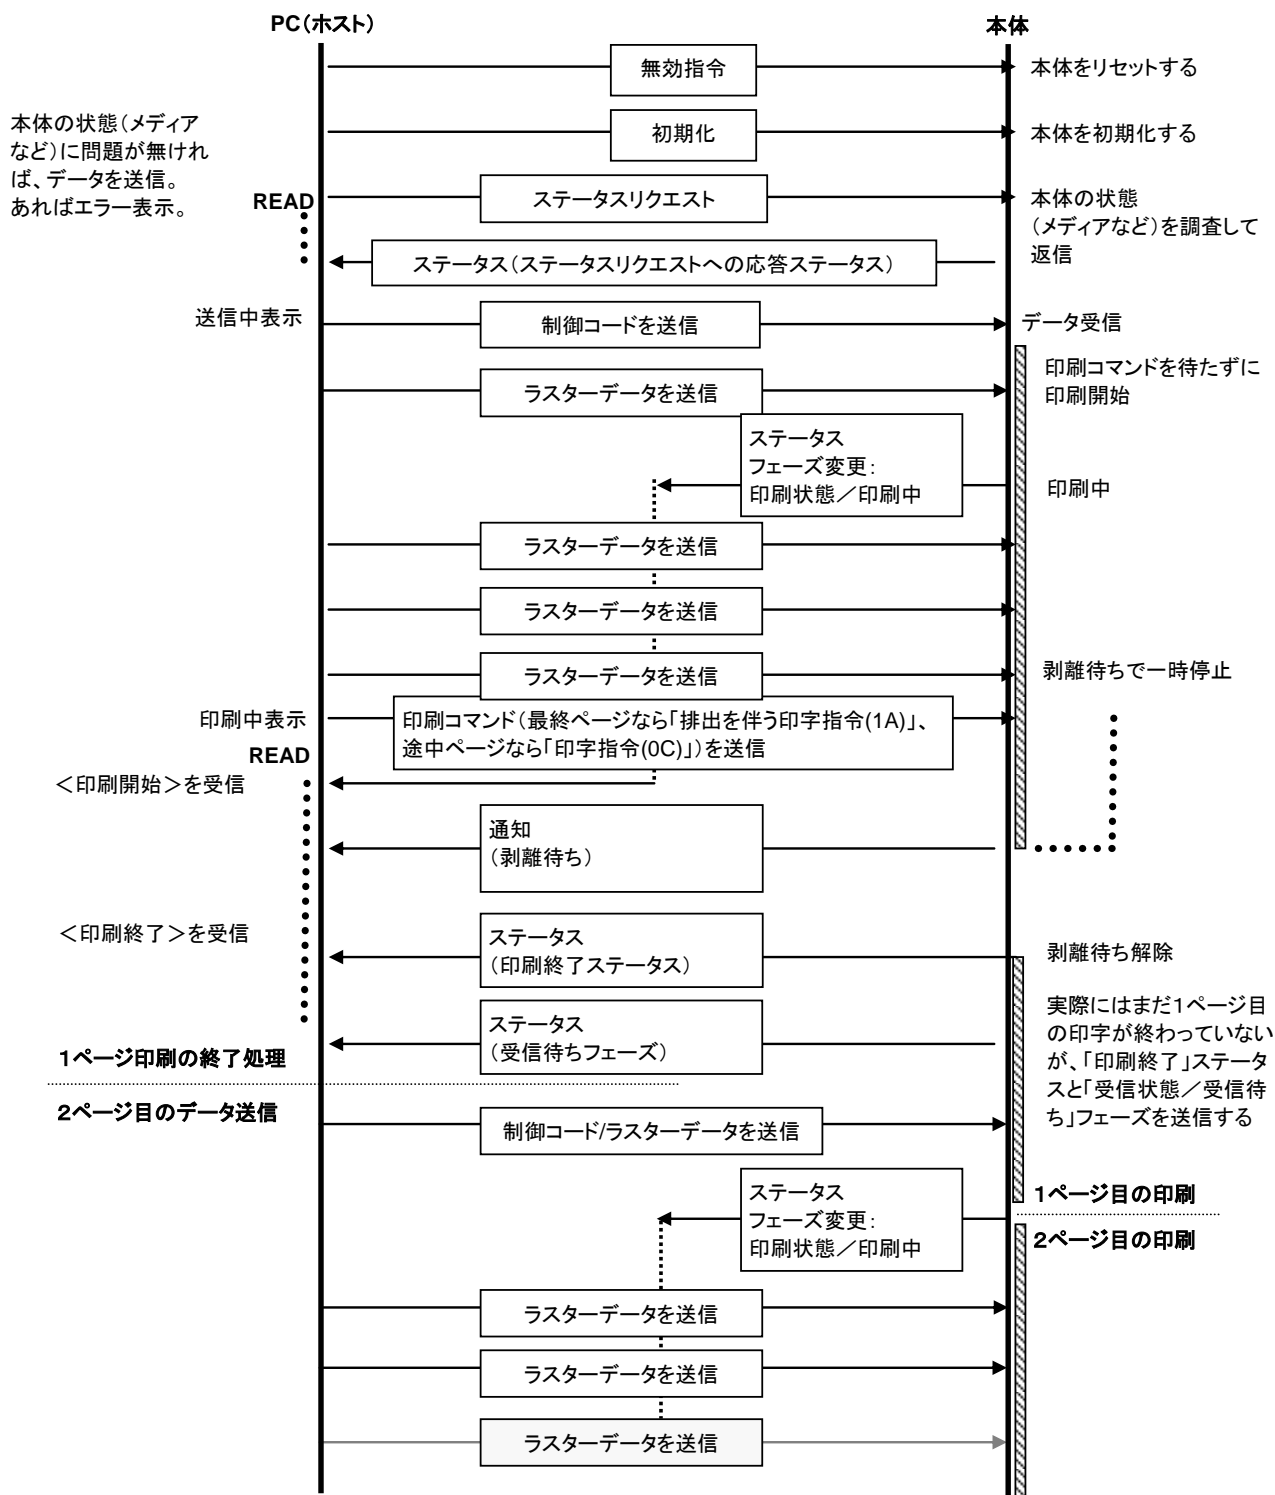 PC（ホスト）
本体
無効指令
本体をリセットする
本体の状態（メディア
など）に問題が無けれ
ば、データを送信。
あればエラー表示。
初期化
本体を初期化する
READ
ステータスリクエスト
本体の状態
（メディアなど）を調査して
返信
ステータス（ステータスリクエストへの応答ステータス）
送信中表示
制御コードを送信
データ受信
ラスターデータを送信
印刷コマンドを待たずに
印刷開始
ステータス
フェーズ変更：
印刷状態／印刷中
印刷中
ラスターデータを送信
ラスターデータを送信
ラスターデータを送信
剥離待ちで一時停止
印刷中表示
印刷コマンド（最終ページなら「排出を伴う印字指令(1A)」、
途中ページなら「印字指令(0C)」）を送信
READ
＜印刷開始＞を受信
通知
（剥離待ち）
＜印刷終了＞を受信
ステータス
（印刷終了ステータス）
剥離待ち解除
ステータス
（受信待ちフェーズ）
実際にはまだ１ページ目
の印字が終わっていない
が、「印刷終了」ステータ
スと「受信状態／受信待
ち」フェーズを送信する
１ページ印刷の終了処理
２ページ目のデータ送信
制御コード/ラスターデータを送信
ステータス
フェーズ変更：
印刷状態／印刷中
１ページ目の印刷
２ページ目の印刷
ラスターデータを送信
ラスターデータを送信
ラスターデータを送信